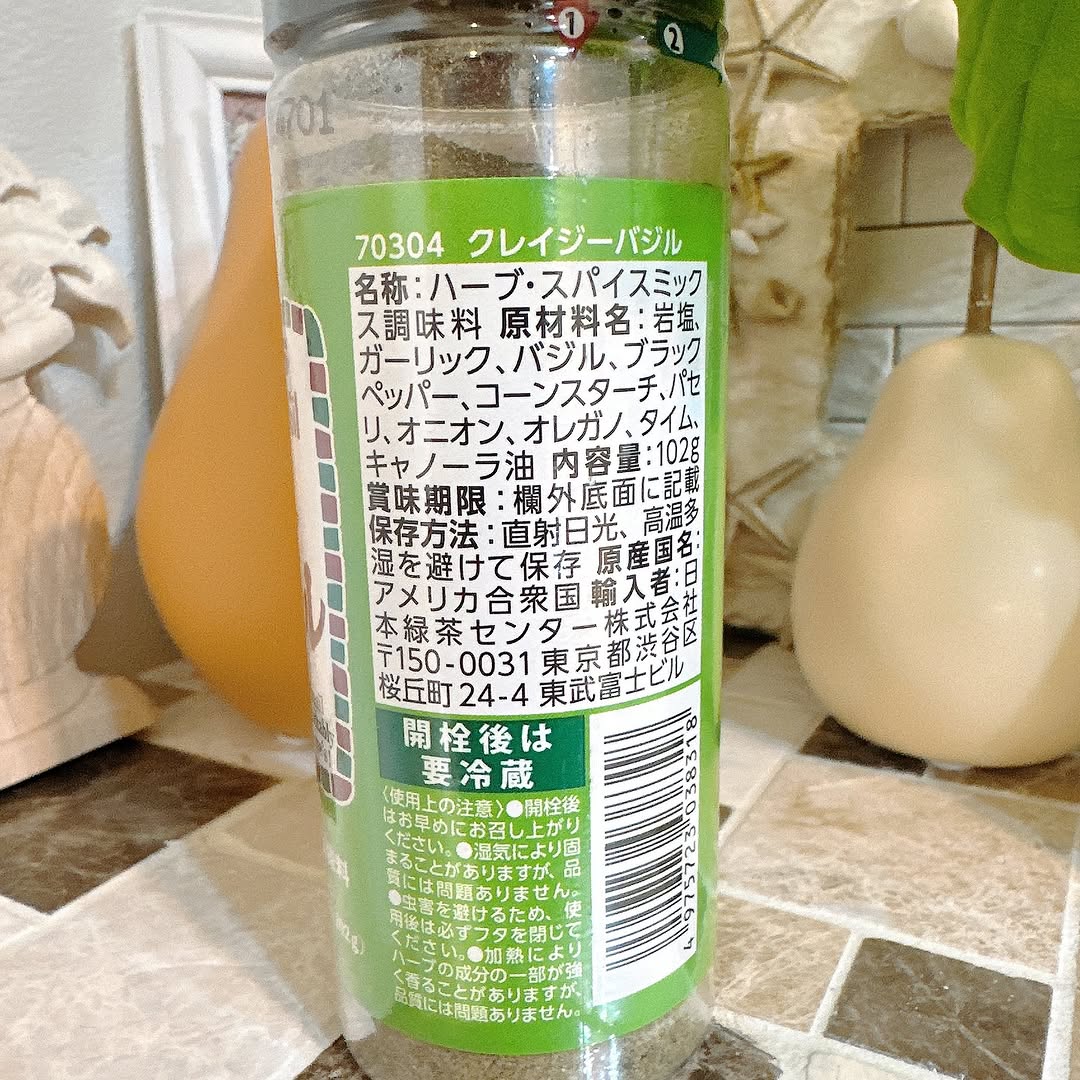 1
2
701
70304 クレイジーバジル
名称:ハーブ・スパイスミック
ス調味料 原材料名:岩塩、
ガーリック、バジル、ブラック
ペッパー、コーンスターチ、パセ
リ、オニオン、オレガノ、タイム、
キャノーラ油 内容量:102g
賞味期限:欄外底面に記載
保存方法:直射日光、高温多
湿を避けて保存 原産国名:
アメリカ合衆国 輸入者:日
本緑茶センター株式会社
〒150-0031 東京都渋谷区
桜丘町24-4 東武富士ビル
開栓後は
要冷蔵
〈使用上の注意〉●開栓後
はお早めにお召し上がり
ください。●湿気により固
まることがありますが、品
質には問題ありません。
●虫害を避けるため、使
用後は必ずフタを閉じて
ください。●加熱により
ハーブの成分の一部が強
く香ることがありますが、
品質には問題ありません。
4975723038318